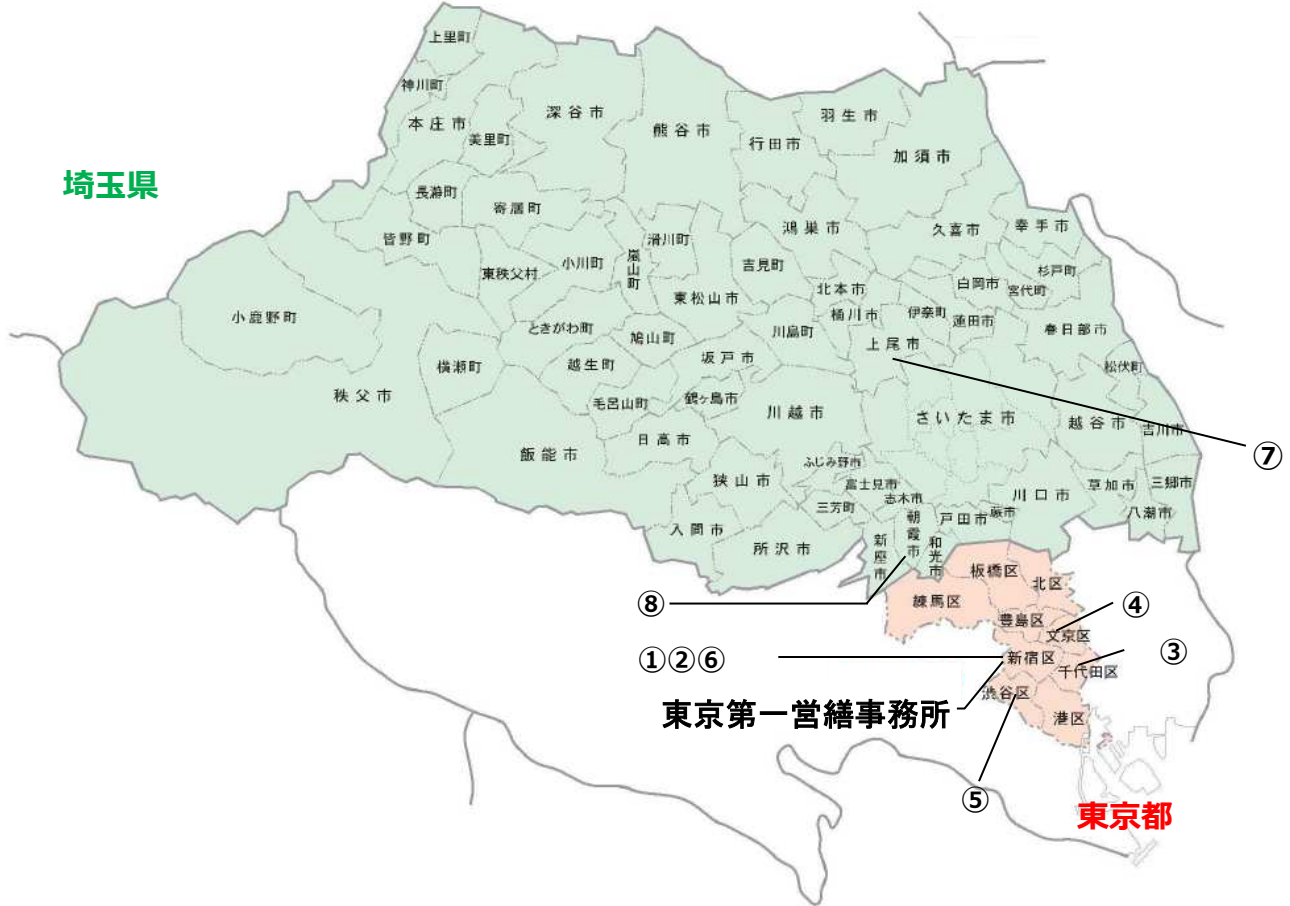 上里町
神川町
本庄市
美里町
深谷市
熊谷市
行田市
羽生市
加須市
埼玉県
長瀞町
寄居町
皆野町
東秩父村
小川町
嵐山町
滑川町
吉見町
鴻巣市
久喜市
幸手市
杉戸町
宮代町
白岡市
小鹿野町
ときがわ町
鳩山町
東松山市
川島町
北本市
桶川市
伊奈町
蓮田市
春日部市
上尾市
松伏町
横瀬町
越生町
坂戸市
秩父市
毛呂山町
鶴ヶ島市
川越市
さいたま市
越谷市
吉川市
⑦
飯能市
日高市
ふじみ野市
狭山市
富士見市
三芳町
志木市
川口市
草加市
三郷市
八潮市
入間市
所沢市
新座市
朝霞市
和光市
戸田市
蕨市
板橋区
北区
練馬区
豊島区
文京区
④
⑧
①②⑥
新宿区
千代田区
③
東京第一営繕事務所
渋谷区
港区
⑤
東京都